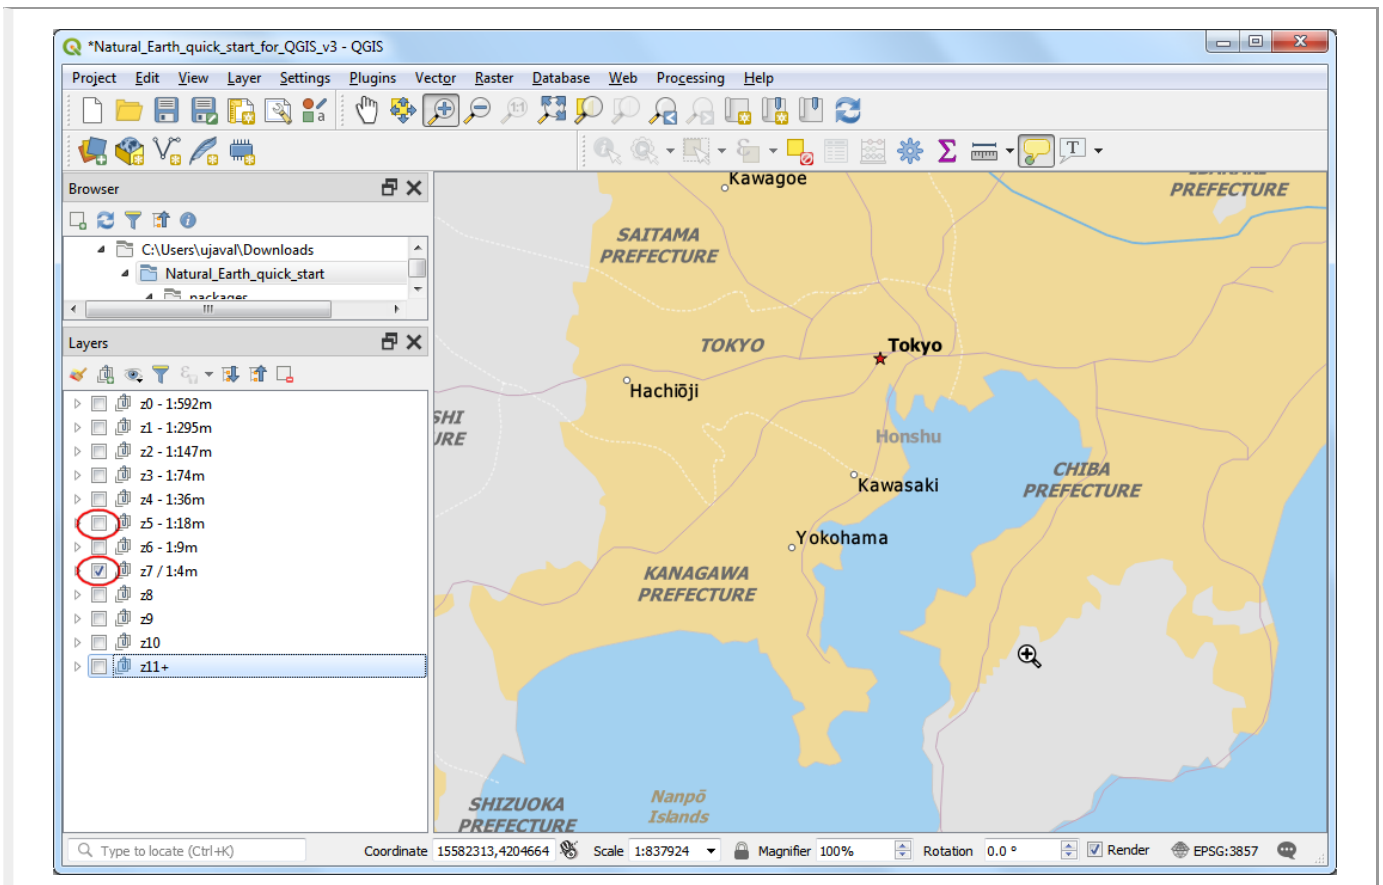 *Natural_Earth_quick_start_for_QGIS_v3 - QGIS
Project Edit View Layer Settings Plugins Vector Raster Database Web Processing Help
Browser
C:\Users\ujaval\Downloads
Natural_Earth_quick_start
packages
Layers
z0 - 1:592m
z1 - 1:295m
z2 - 1:147m
z3 - 1:74m
z4 - 1:36m
z5 - 1:18m
z6 - 1:9m
z7 / 1:4m
z8
z9
z10
z11+
Kawagoe
PREFECTURE
SAITAMA
PREFECTURE
TOKYO
Tokyo
Hachiōji
SHI
URE
Honshu
Kawasaki
CHIBA
PREFECTURE
Yokohama
KANAGAWA
PREFECTURE
SHIZUOKA
PREFECTURE
Nanpō
Islands
Type to locate (Ctrl+K) Coordinate 15582313,4204664 Scale 1:837924 Magnifier 100% Rotation 0.0 ° Render EPSG:3857